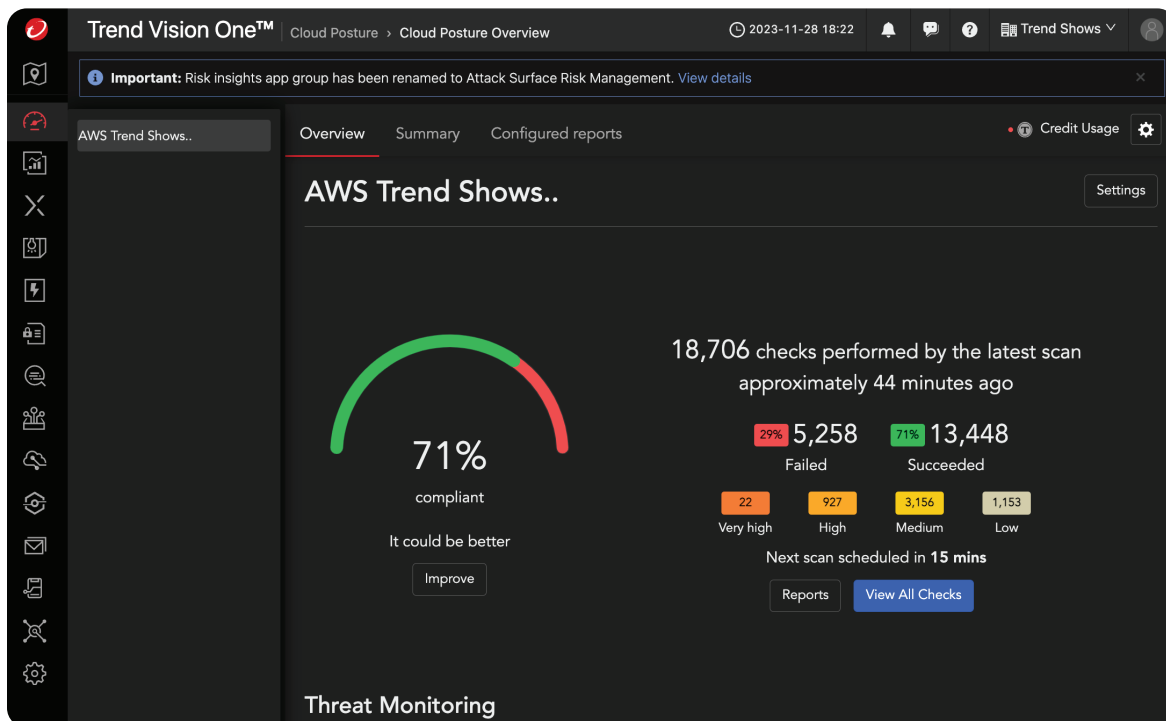 Trend Vision One™ | Cloud Posture › Cloud Posture Overview
2023-11-28 18:22
Trend Shows
Important: Risk insights app group has been renamed to Attack Surface Risk Management. View details
AWS Trend Shows..
Overview Summary Configured reports
Credit Usage
AWS Trend Shows..
Settings
71%
compliant
It could be better
Improve
18,706 checks performed by the latest scan
approximately 44 minutes ago
29% 5,258 71% 13,448
Failed Succeeded
22 927 3,156 1,153
Very high High Medium Low
Next scan scheduled in 15 mins
Reports View All Checks
Threat Monitoring